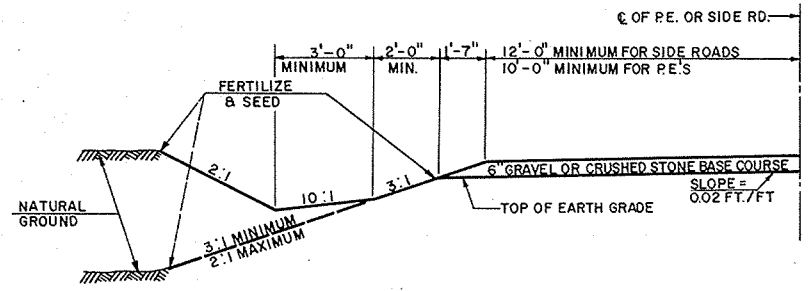 ℄ OF P.E. OR SIDE RD.
3'-0"
MINIMUM
2'-0"
MIN.
1'-7"
12'-0" MINIMUM FOR SIDE ROADS
10'-0" MINIMUM FOR P.E.'S
FERTILIZE
& SEED
2:1
10:1
3:1
6" GRAVEL OR CRUSHED STONE BASE COURSE
SLOPE =
0.02 FT./FT
TOP OF EARTH GRADE
NATURAL
GROUND
3:1 MINIMUM
2:1 MAXIMUM